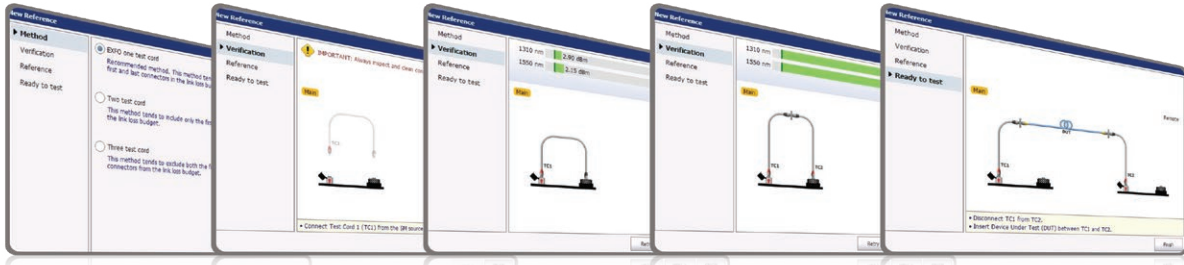 New Reference
Method
Verification
Reference
Ready to test
EXFO one test cord
Recommended method. This method tends
first and last connectors in the link loss bu
Two test cord
This method tends to include only the firs
the link loss budget.
Three test cord
This method tends to exclude both the f
connectors from the link loss budget.
New Reference
Method
Verification
Reference
Ready to test
IMPORTANT: Always inspect and clean con
Main
TC1
• Connect Test Cord 1 (TC1) from the SM source
New Reference
Method
Verification
Reference
Ready to test
1310 nm
2.90 dBm
1550 nm
2.15 dBm
Main
TC1
Retry
New Reference
Method
Verification
Reference
Ready to test
1310 nm
1550 nm
Main
TC1
TC2
Retry
New Reference
Method
Verification
Reference
Ready to test
Main
Remote
DUT
TC1
TC2
• Disconnect TC1 from TC2.
• Insert Device Under Test (DUT) between TC1 and TC2.